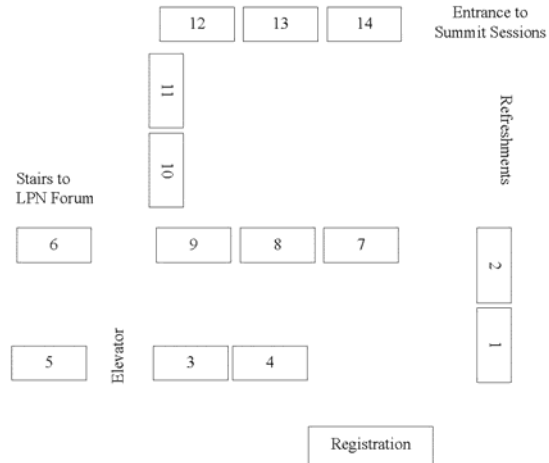 12
13
14
Entrance to
Summit Sessions
11
10
Refreshments
Stairs to
LPN Forum
6
9
8
7
2
5
Elevator
3
4
1
Registration